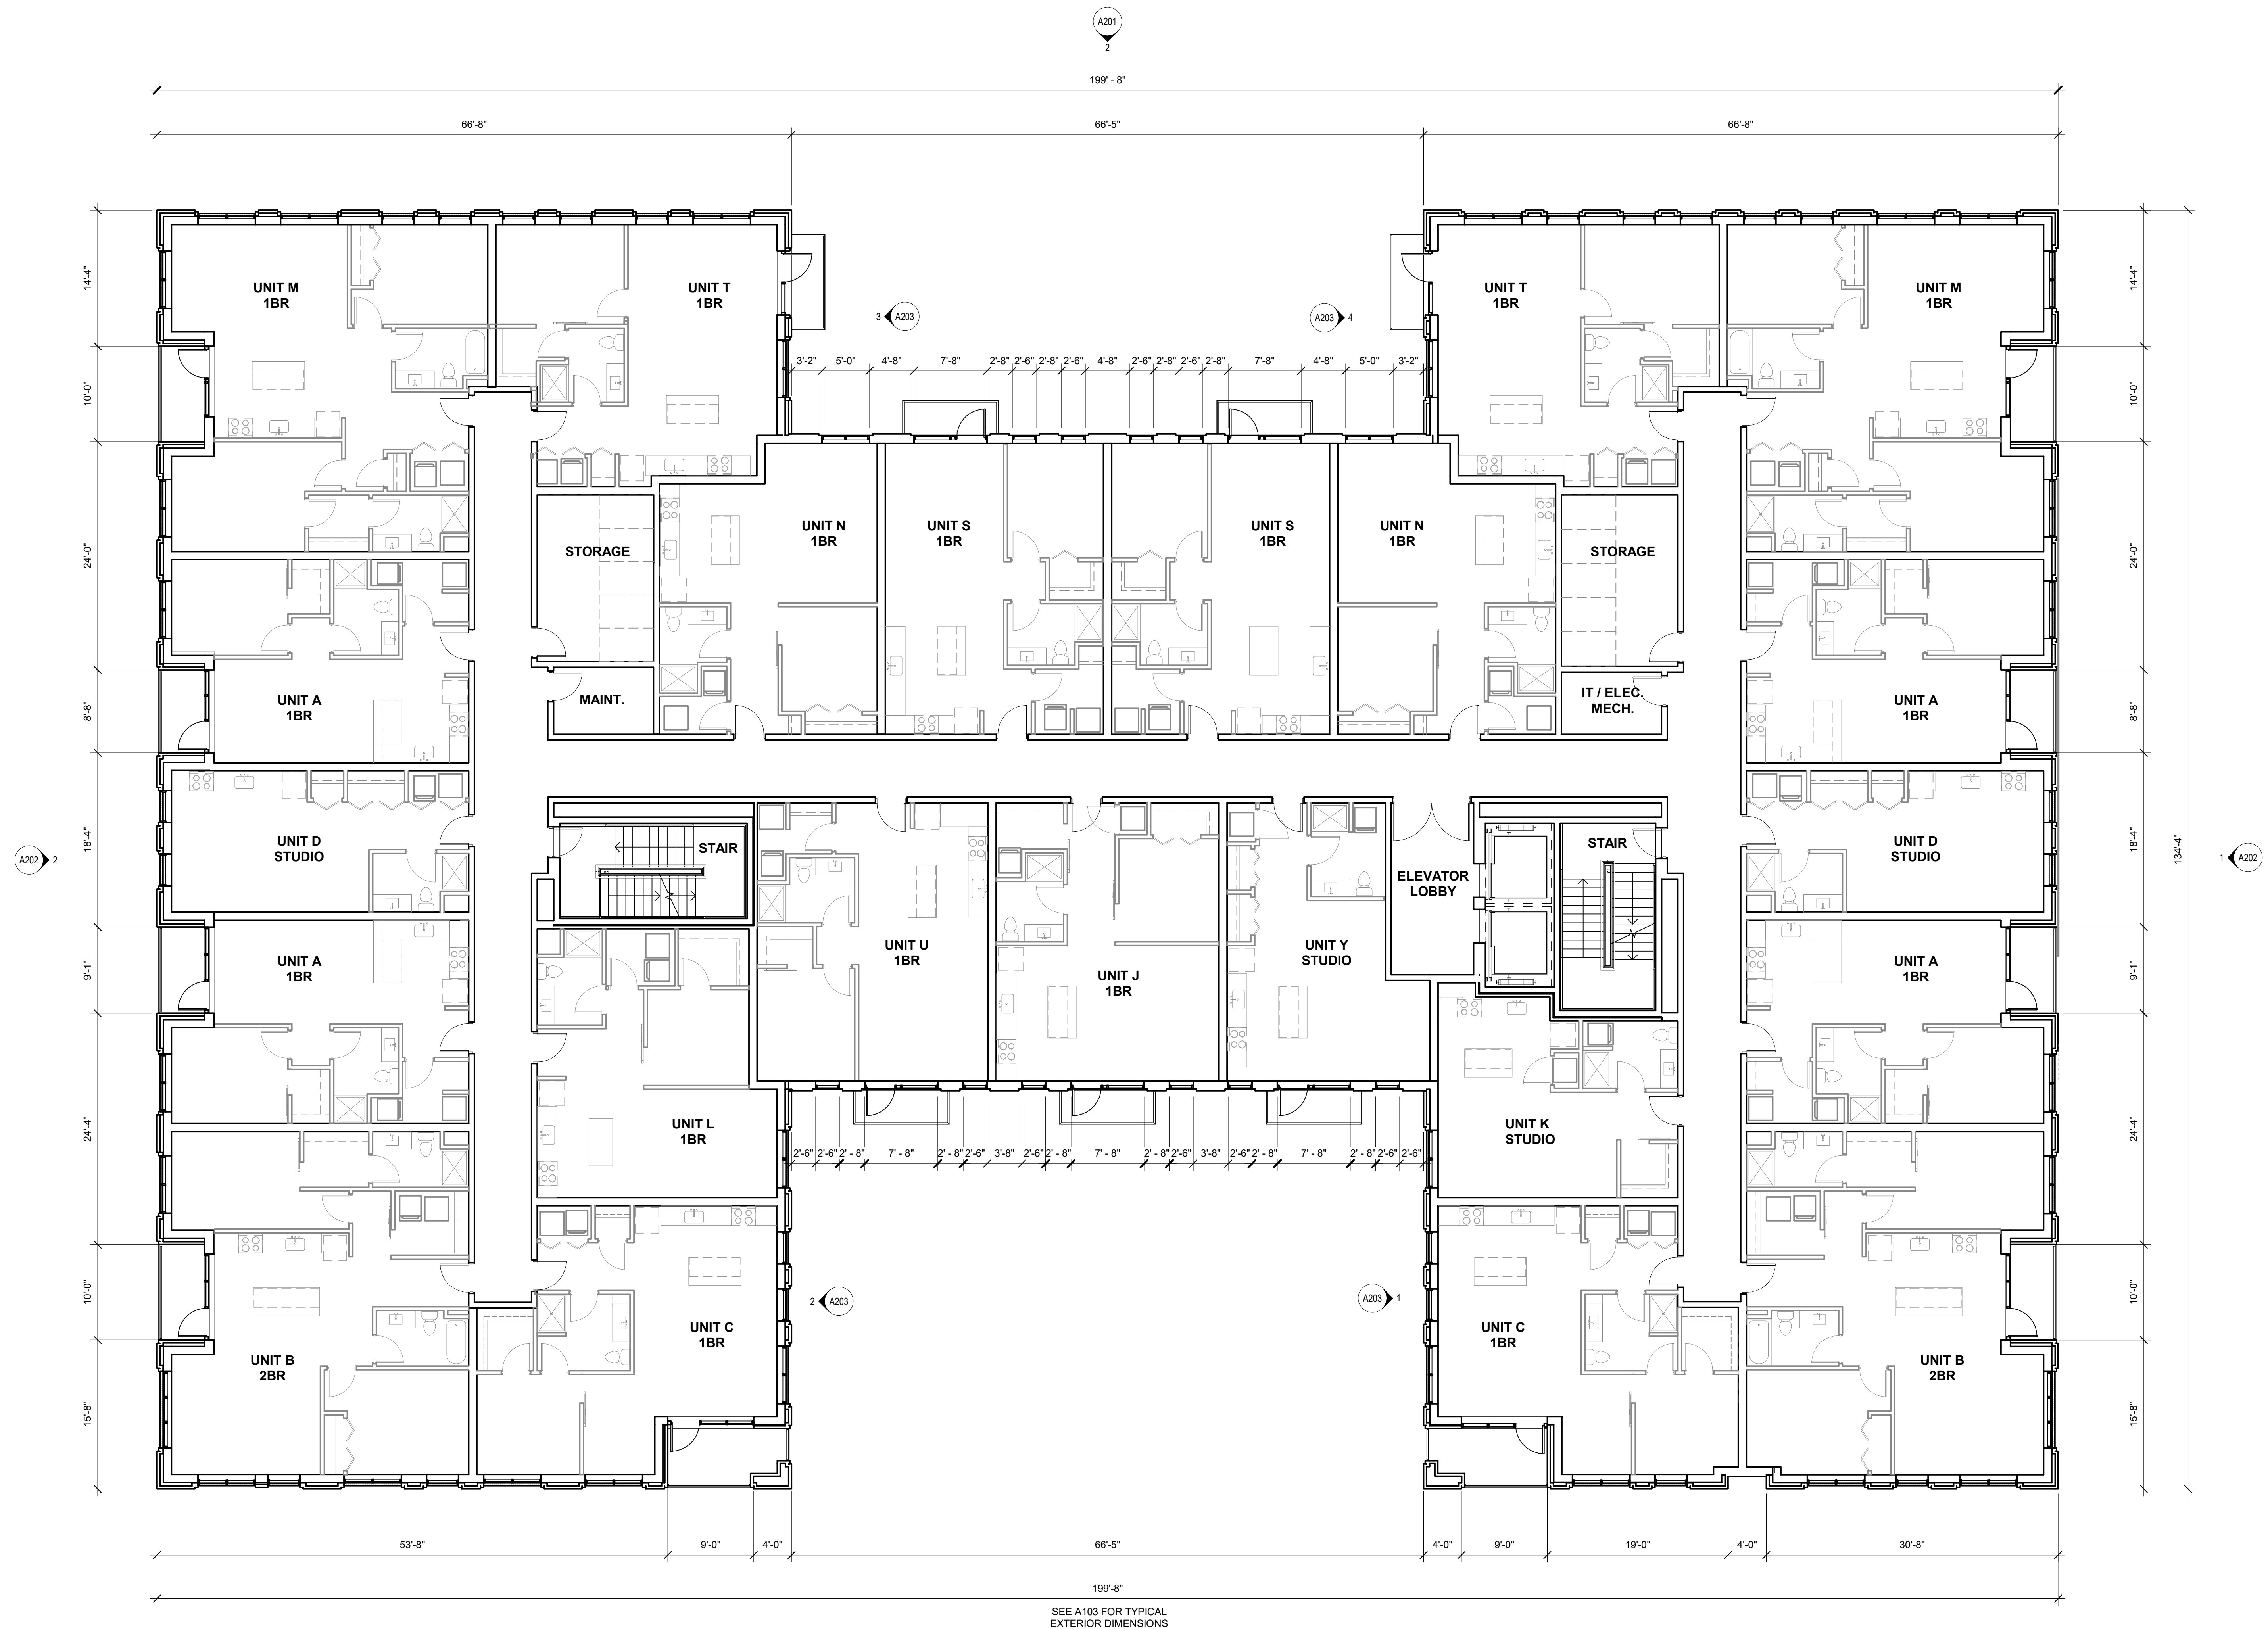 A201
2
199' - 8"
66'-8"
66'-5"
66'-8"
14'-4"
10'-0"
24'-0"
8'-8"
18'-4"
9'-1"
24'-4"
10'-0"
15'-8"
UNIT M
1BR
UNIT T
1BR
3 A203
A203 4
UNIT T
1BR
UNIT M
1BR
3'-2" 5'-0" 4'-8" 7'-8" 2'-8" 2'-6" 2'-8" 2'-6" 4'-8" 2'-6" 2'-8" 2'-6" 2'-8" 7'-8" 4'-8" 5'-0" 3'-2"
STORAGE
UNIT N
1BR
UNIT S
1BR
UNIT S
1BR
UNIT N
1BR
STORAGE
UNIT A
1BR
MAINT.
IT / ELEC.
MECH.
UNIT A
1BR
A202 2
UNIT D
STUDIO
STAIR
ELEVATOR
LOBBY
STAIR
UNIT D
STUDIO
1 A202
UNIT A
1BR
UNIT U
1BR
UNIT J
1BR
UNIT Y
STUDIO
UNIT A
1BR
UNIT L
1BR
UNIT K
STUDIO
2'-6" 2'-6" 2' - 8" 7' - 8" 2' - 8" 2'-6" 3'-8" 2'-6" 2' - 8" 7' - 8" 2' - 8" 2'-6" 3'-8" 2'-6" 2' - 8" 7' - 8" 2' - 8" 2'-6" 2'-6"
2 A203
A203 1
UNIT B
2BR
UNIT C
1BR
UNIT C
1BR
UNIT B
2BR
14'-4"
10'-0"
24'-0"
8'-8"
18'-4"
9'-1"
24'-4"
10'-0"
15'-8"
134'-4"
53'-8" 9'-0" 4'-0" 66'-5" 4'-0" 9'-0" 19'-0" 4'-0" 30'-8"
199'-8"
SEE A103 FOR TYPICAL
EXTERIOR DIMENSIONS